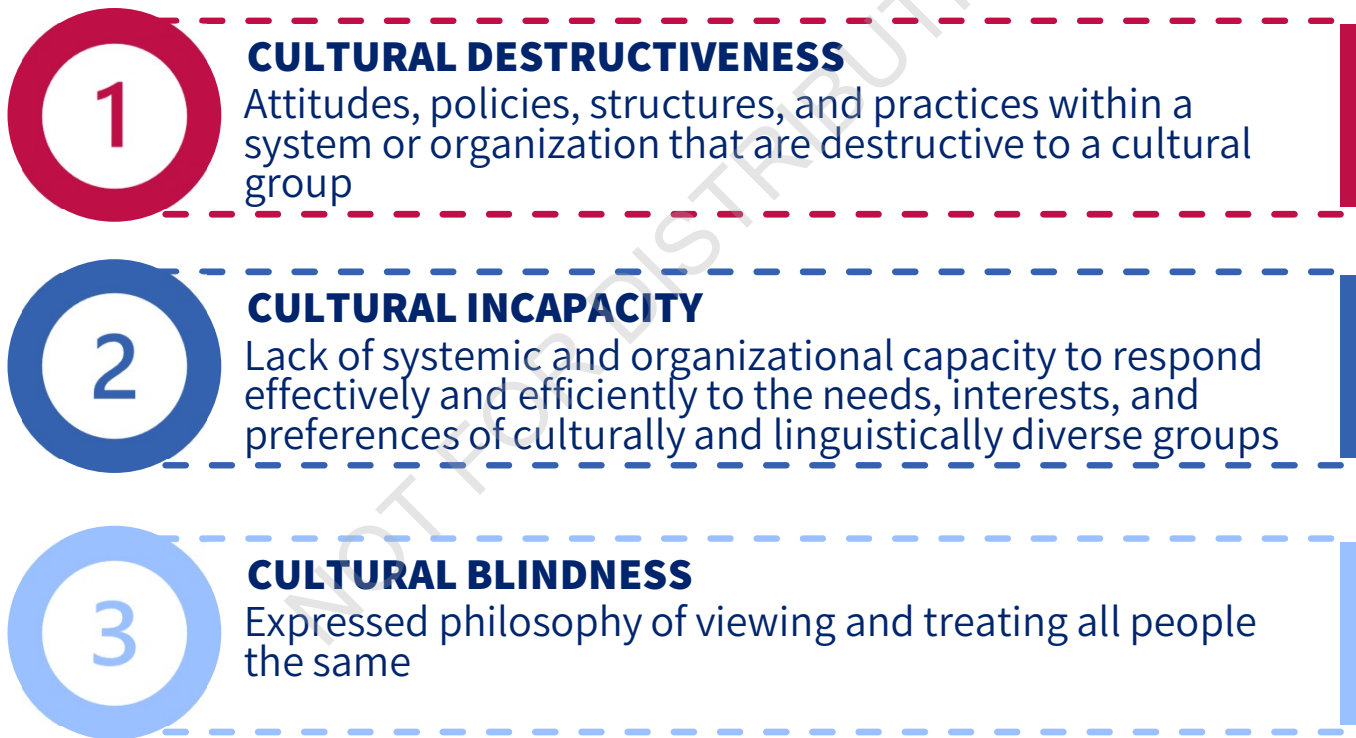 1
CULTURAL DESTRUCTIVENESS
Attitudes, policies, structures, and practices within a
system or organization that are destructive to a cultural
group
2
CULTURAL INCAPACITY
Lack of systemic and organizational capacity to respond
effectively and efficiently to the needs, interests, and
preferences of culturally and linguistically diverse groups
3
CULTURAL BLINDNESS
Expressed philosophy of viewing and treating all people
the same
NOT FOR DISTRIBUTI